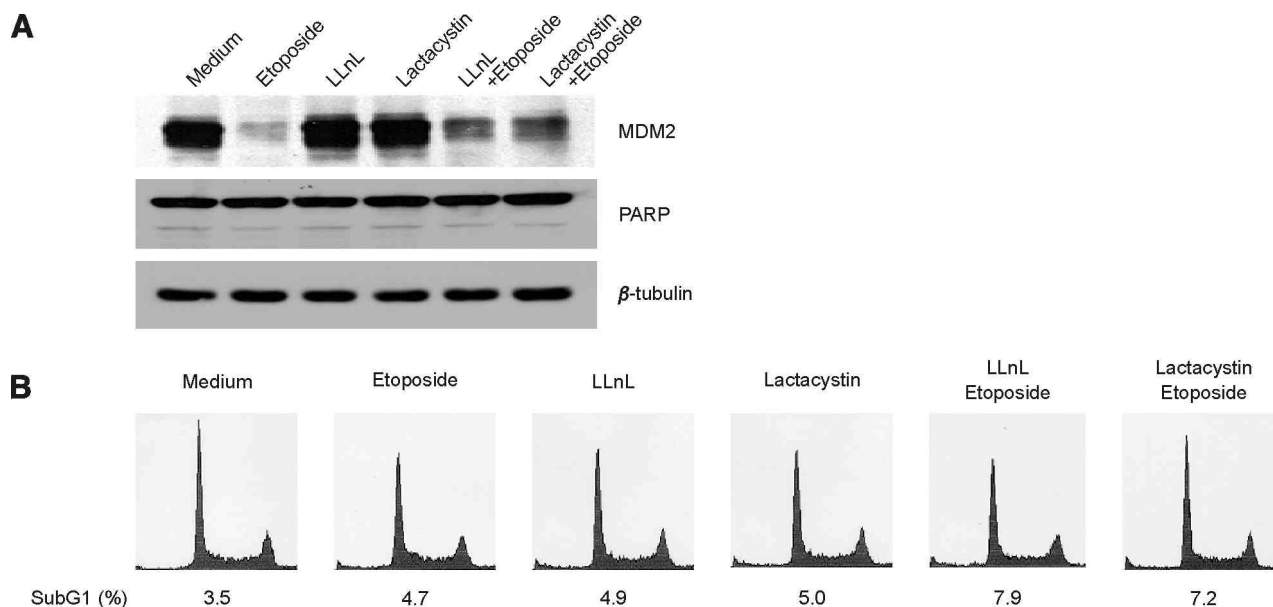 A
Medium
Etoposide
LLnL
Lactacystin
LLnL
+Etoposide
Lactacystin
+Etoposide
MDM2
PARP
β-tubulin
B
Medium
Etoposide
LLnL
Lactacystin
LLnL
Etoposide
Lactacystin
Etoposide
SubG1 (%) 3.5 4.7 4.9 5.0 7.9 7.2